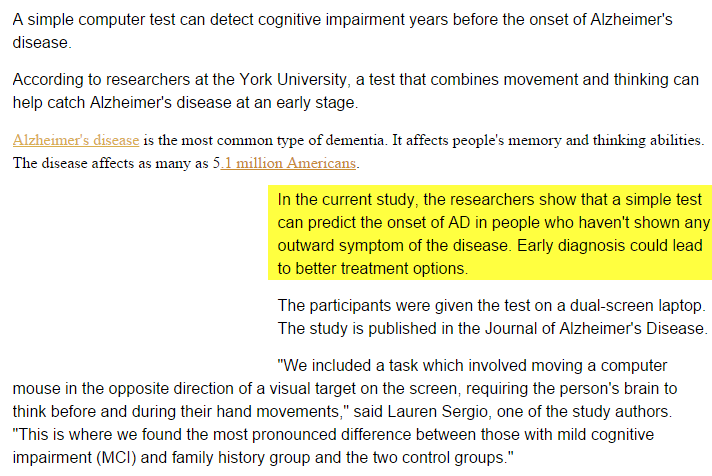 A simple computer test can detect cognitive impairment years before the onset of Alzheimer's
disease.
According to researchers at the York University, a test that combines movement and thinking can
help catch Alzheimer's disease at an early stage.
Alzheimer's disease is the most common type of dementia. It affects people's memory and thinking abilities.
The disease affects as many as 5.1 million Americans.
In the current study, the researchers show that a simple test
can predict the onset of AD in people who haven't shown any
outward symptom of the disease. Early diagnosis could lead
to better treatment options.
The participants were given the test on a dual-screen laptop.
The study is published in the Journal of Alzheimer's Disease.
"We included a task which involved moving a computer
mouse in the opposite direction of a visual target on the screen, requiring the person's brain to
think before and during their hand movements," said Lauren Sergio, one of the study authors.
"This is where we found the most pronounced difference between those with mild cognitive
impairment (MCI) and family history group and the two control groups."